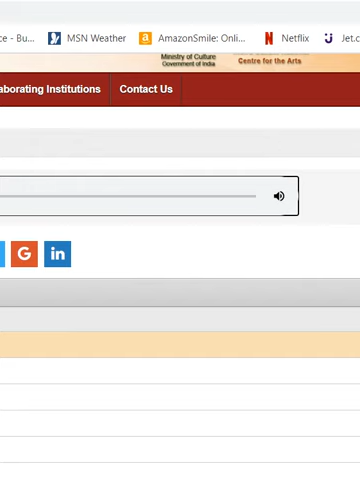 ce - Bu... MSN Weather AmazonSmile: Onli... Netflix Jet.c
Ministry of Culture
Government of India
Centre for the Arts
aborating Institutions Contact Us
G in